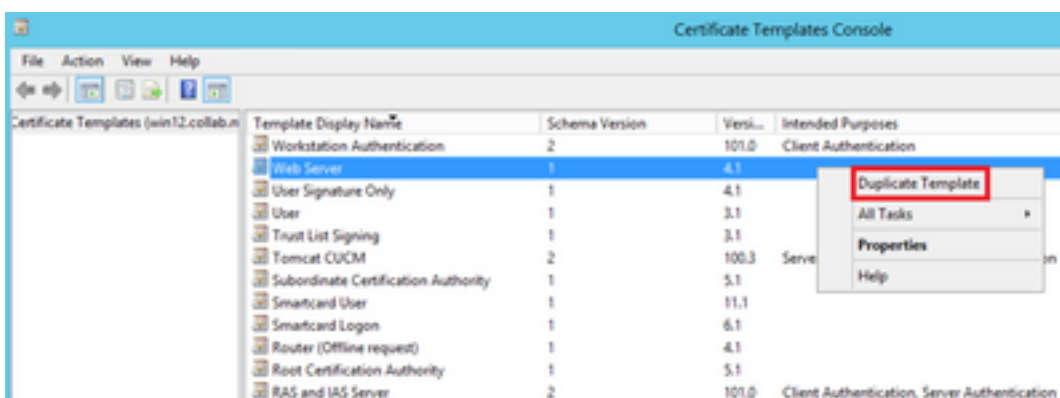 Certificate Templates Console
File Action View Help
Certificate Templates (win12.collab.m
Template Display Name Schema Version Versi... Intended Purposes
Workstation Authentication 2 101.0 Client Authentication
Web Server 1 4.1
Duplicate Template
User Signature Only 1 4.1
User 1 3.1
All Tasks
Trust List Signing 1 3.1
Properties
Tomcat CUCM 2 100.3 Serve on
Subordinate Certification Authority 1 5.1
Help
Smartcard User 1 11.1
Smartcard Logon 1 6.1
Router (Offline request) 1 4.1
Root Certification Authority 1 5.1
RAS and IAS Server 2 101.0 Client Authentication, Server Authentication